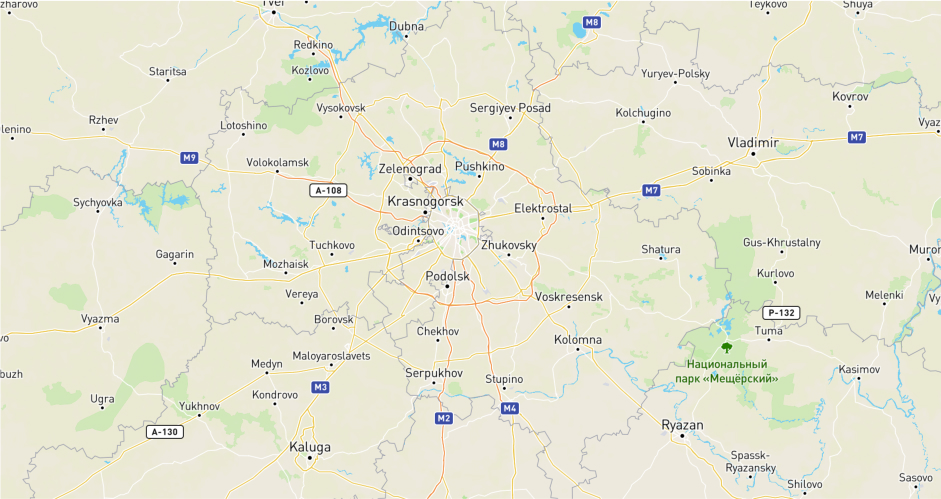 zharovo
Tver
Dubna
M8
Teykovo
Shuya
Redkino
Staritsa
Kozlovo
Yuryev-Polsky
Vysokovsk
Sergiyev Posad
Kolchugino
Kovrov
Rzhev
Lotoshino
Vyaz
lenino
M7
M8
Vladimir
M9
Volokolamsk
Zelenograd
Pushkino
Sobinka
A-108
M7
Sychyovka
Krasnogorsk
Elektrostal
Odintsovo
Tuchkovo
Zhukovsky
Shatura
Gus-Khrustalny
Murom
Gagarin
Mozhaisk
Podolsk
Kurlovo
Vereya
Voskresensk
Melenki
Vy
Vyazma
Borovsk
Chekhov
P-132
Tuma
vo
Maloyaroslavets
Kolomna
Medyn
Национальный
парк «Мещёрский»
buzh
Serpukhov
Stupino
Kasimov
M3
Ugra
Kondrovo
Yukhnov
M4
M2
A-130
Ryazan
Kaluga
Spassk-
Ryazansky
Shilovo
Sasovo